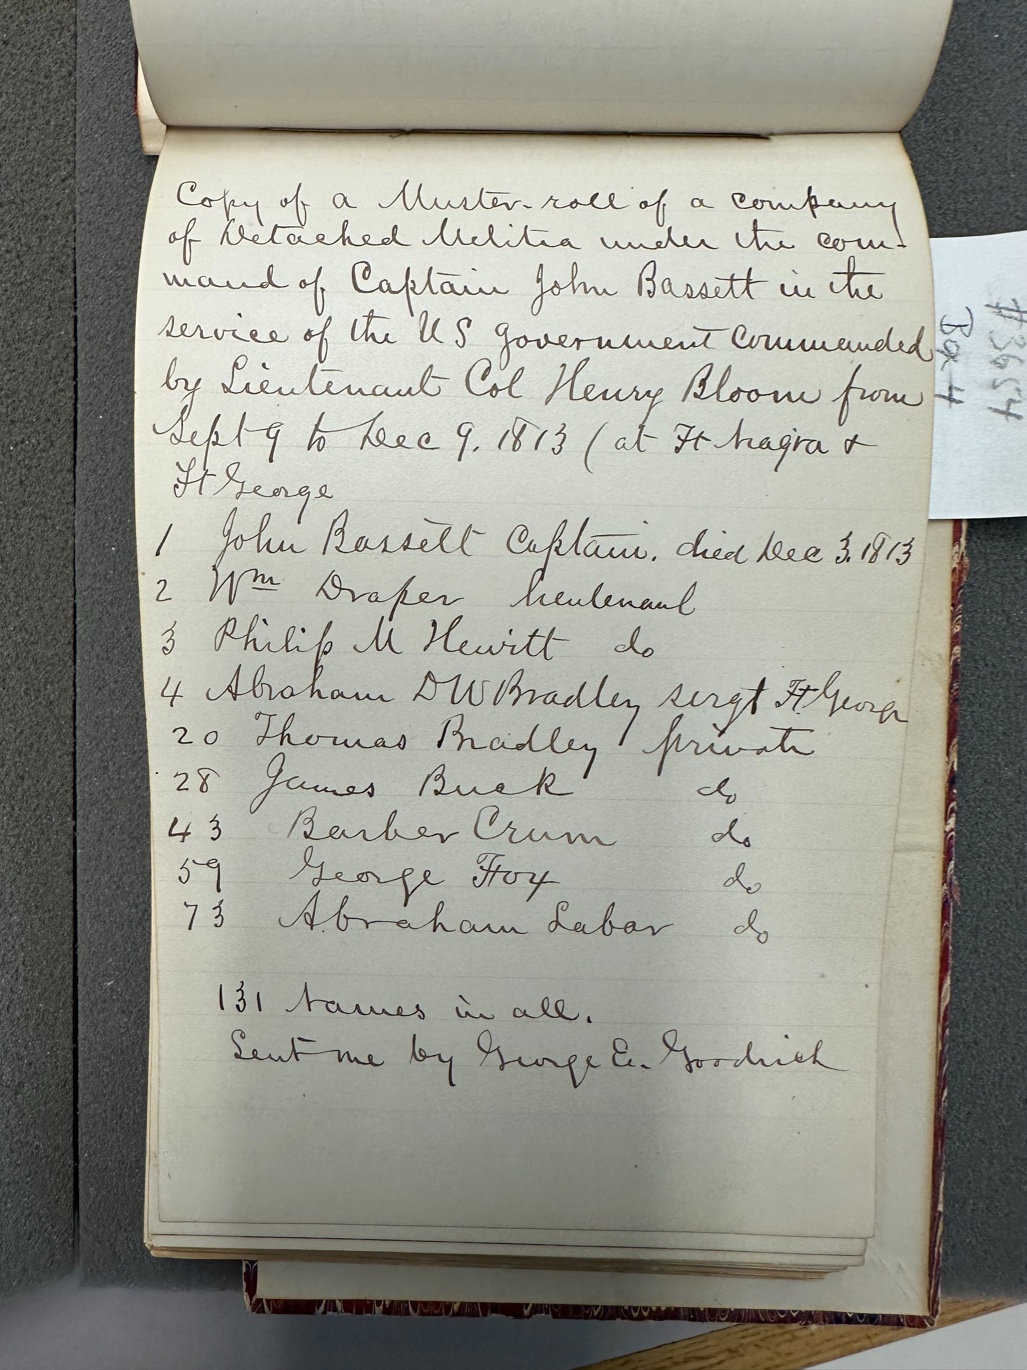 Copy of a Muster-roll of a company
of Detached Melitia under the com-
mand of Captain John Bassett in the
service of the US government commanded
by Lieutenant Col Henry Bloom from
Sept 9 to Dec 9. 1813 (at Ft Niagra &
Ft George
1 John Bassett Captain. died Dec 3. 1813
2 Wm Draper lieutenant
3 Philip M Hewitt do
4 Abraham D W Bradley sergt Ft George
20 Thomas Bradley private
28 James Buck do
43 Barber Crum do
59 George Fox do
73 Abraham Labar do
131 Names in all.
Sent me by George E. Goodrich
#3654
Box 4